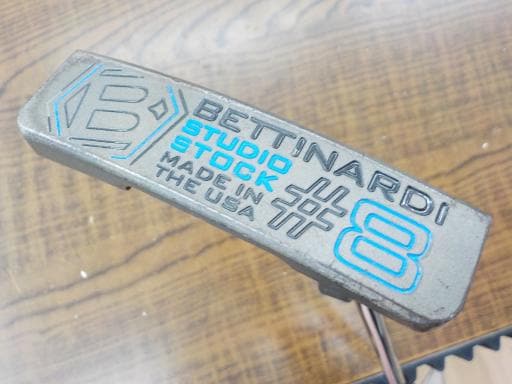 B
BETTINARDI
STUDIO
STOCK
MADE IN
THE USA
#8